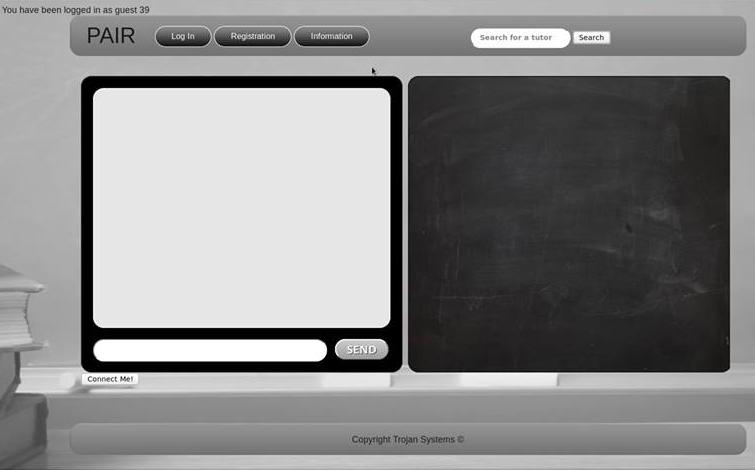 You have been logged in as guest 39
PAIR
Log In
Registration
Information
Search for a tutor
Search
SEND
Connect Me!
Copyright Trojan Systems ©